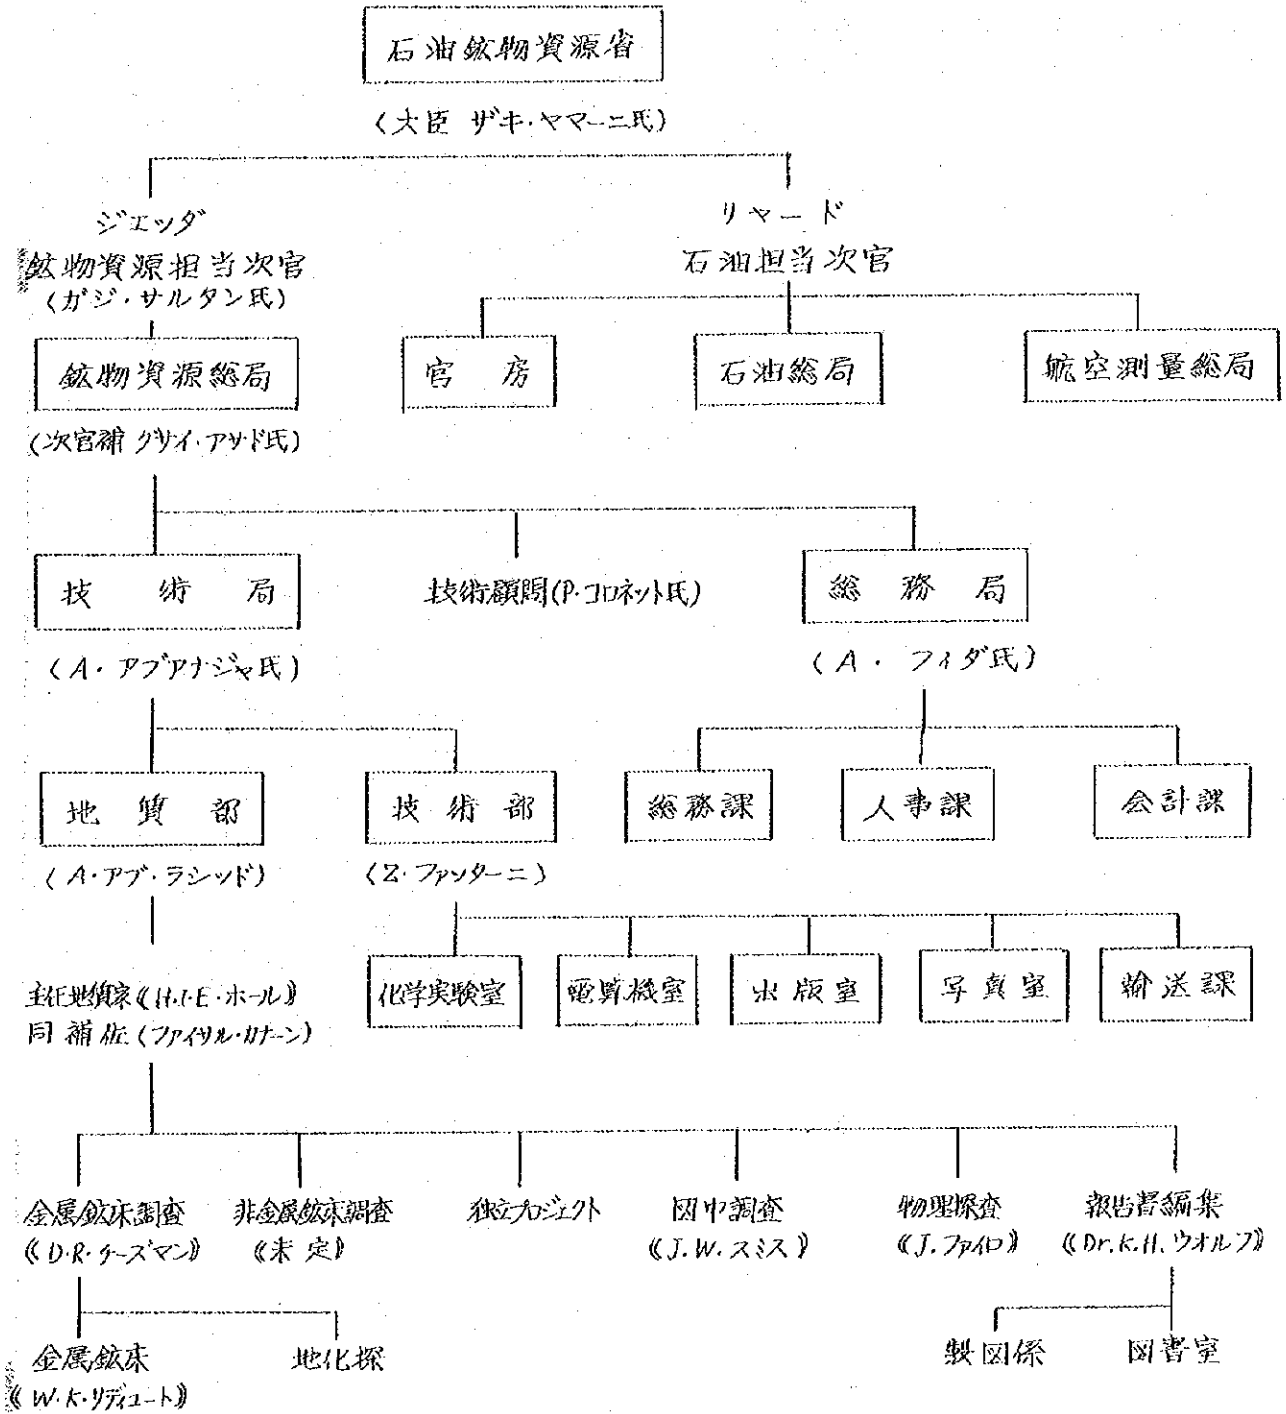 石油鉱物資源省
(大臣 ザキ・ヤマーニ氏)
ジェッダ
リヤード
鉱物資源担当次官
石油担当次官
(ガジ・サルタン氏)
鉱物資源総局
官房
石油総局
航空測量総局
(次官補 グサイ・アサド氏)
技術局
技術顧問(P・コロネット氏)
総務局
(A・アブアナジャ氏)
(A・フィダ氏)
地質部
技術部
総務課
人事課
会計課
(A・アブ・ラシッド)
(Z・ファンターニ)
主任地質家《H・I・E・ホール》
同補佐(ファイサル・カナーン)
化学実験室
電算機室
出版室
写真室
輸送課
金属鉱床調査
非金属鉱床調査
独立プロジェクト
図巾調査
物理探査
報告書編集
《D・R・ケーズマン》
《未定》
《J.W.スミス》
《J.ファイロ》
《Dr.K.H.ウオルフ》
金属鉱床
地化探
製図係
図書室
《W・K・リディユート》